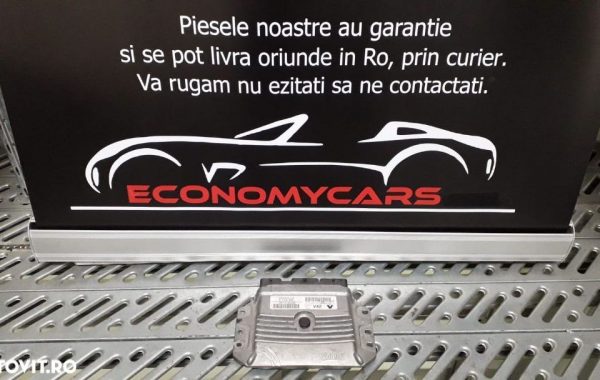 Piesele noastre au garantie
si se pot livra oriunde in Ro, prin curier.
Va rugam nu ezitati sa ne contactati.
ECONOMYCARS
TOVIT.RO